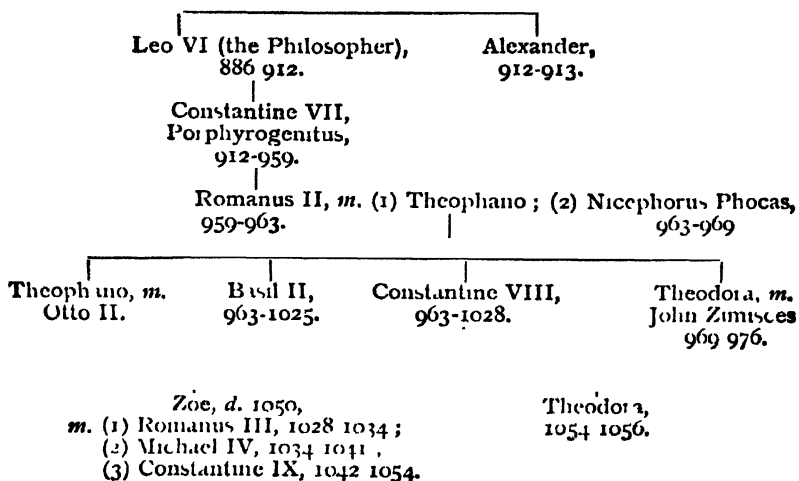 Leo VI (the Philosopher), Alexander,
886 912. 912-913.
Constantine VII,
Porphyrogenitus,
912-959.
Romanus II, m. (1) Theophano ; (2) Nicephorus Phocas,
959-963. 963-969
Theophano, m. Basil II, Constantine VIII, Theodora, m.
Otto II. 963-1025. 963-1028. John Zimisces
969 976.
Zoe, d. 1050, Theodora,
m. (1) Romanus III, 1028 1034 ; 1054 1056.
(2) Michael IV, 1034 1041 ,
(3) Constantine IX, 1042 1054.